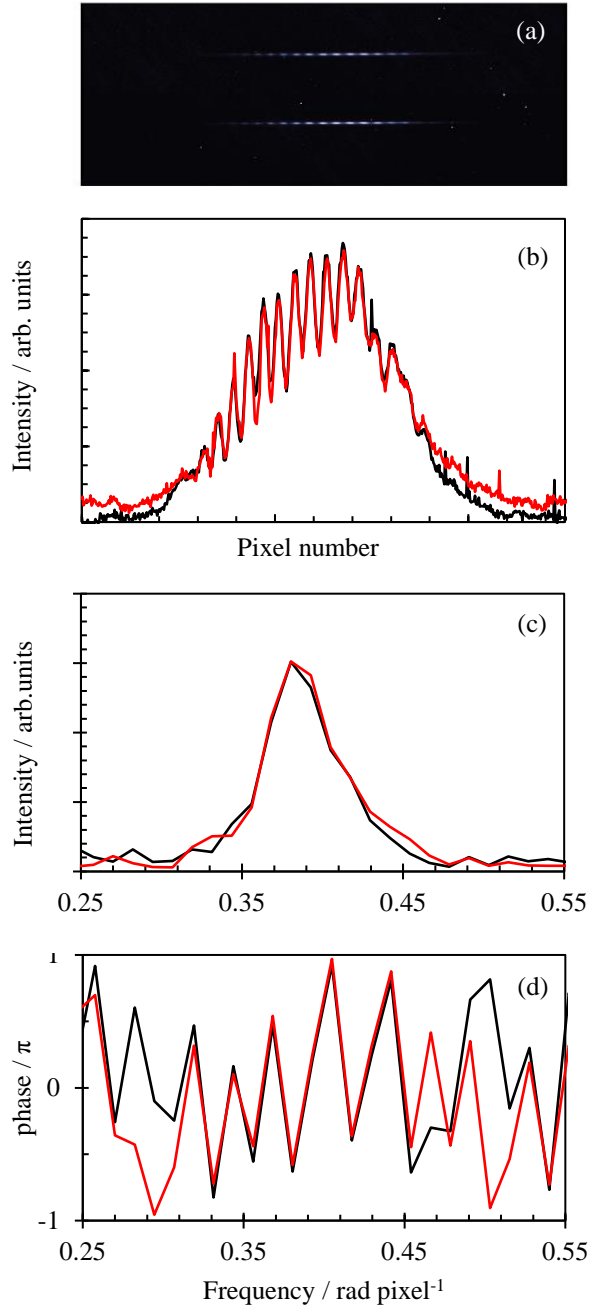 (a)
(b)
Intensity / arb. units
Pixel number
(c)
Intensity / arb.units
0.25 0.35 0.45 0.55
(d)
1
0
-1
phase / π
0.25 0.35 0.45 0.55
Frequency / rad pixel-1